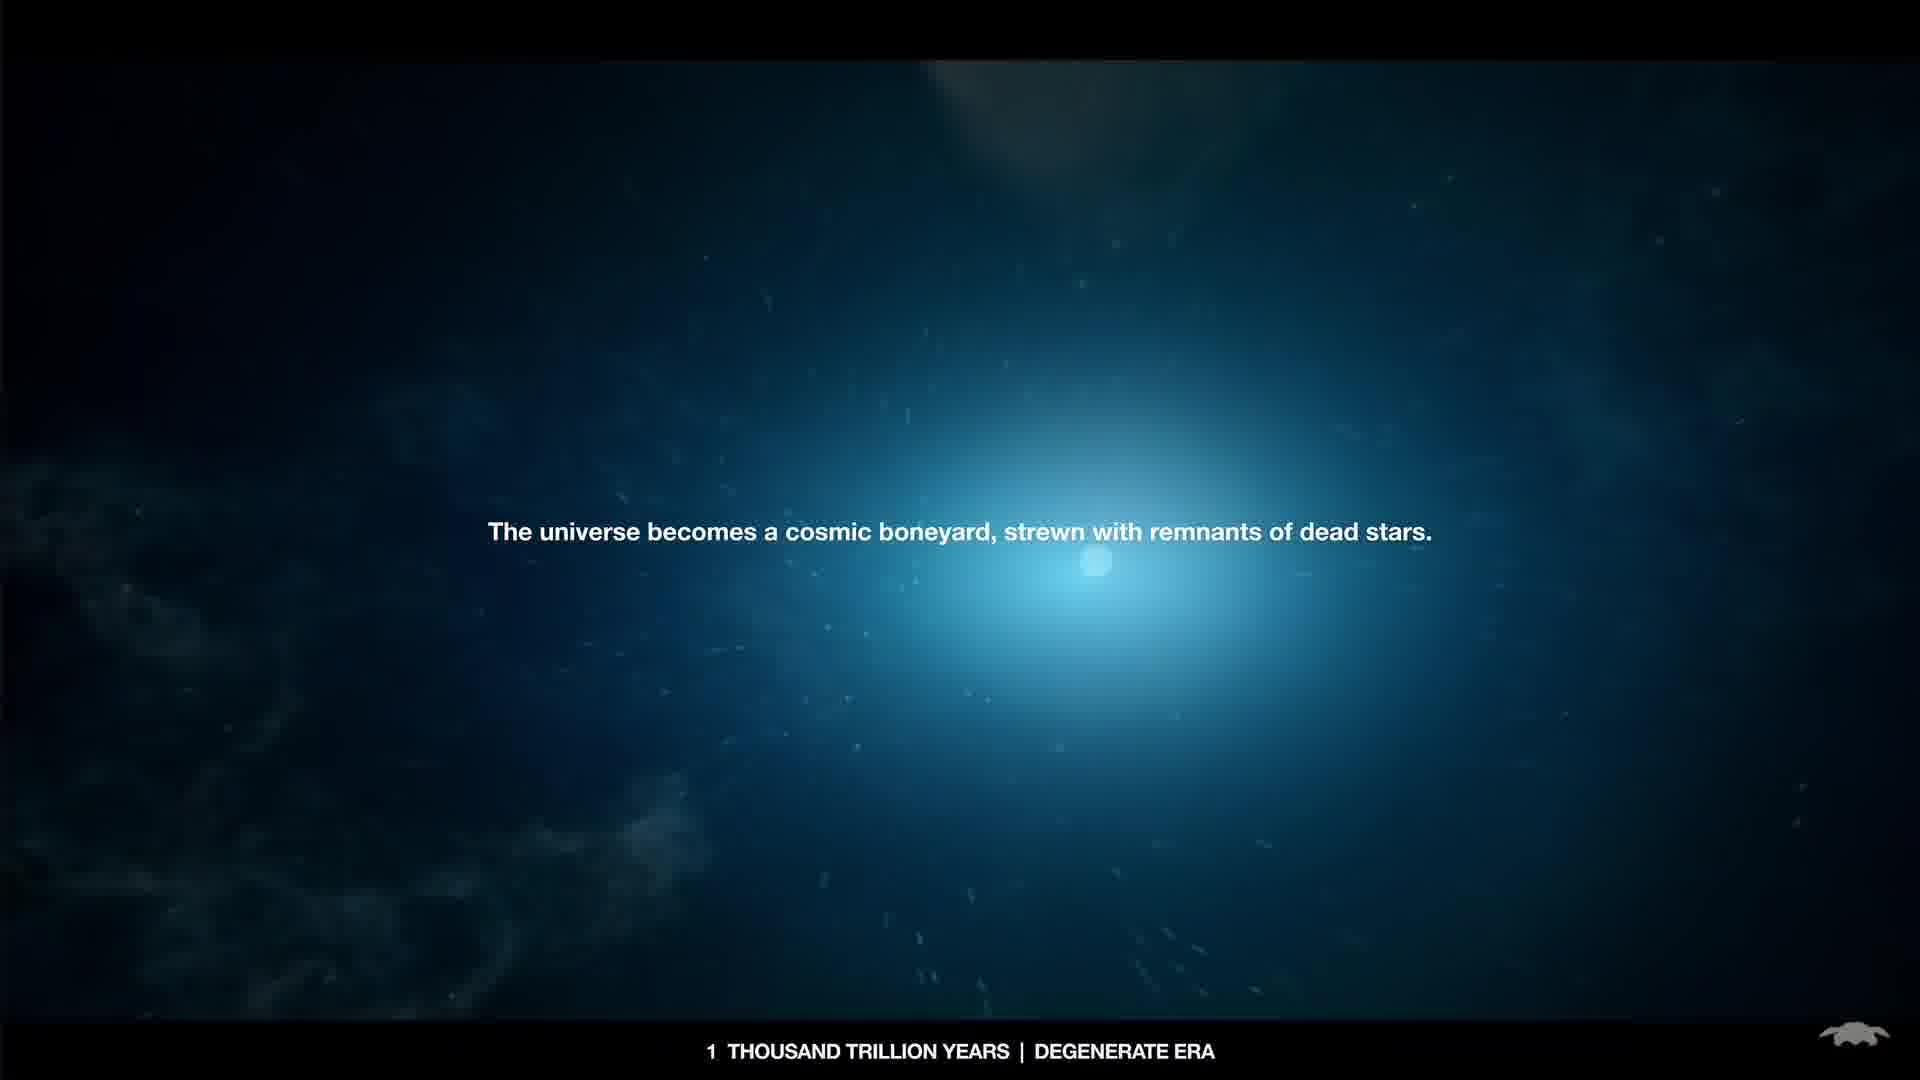 The universe becomes a cosmic boneyard, strewn with remnants of dead stars.
1 THOUSAND TRILLION YEARS | DEGENERATE ERA